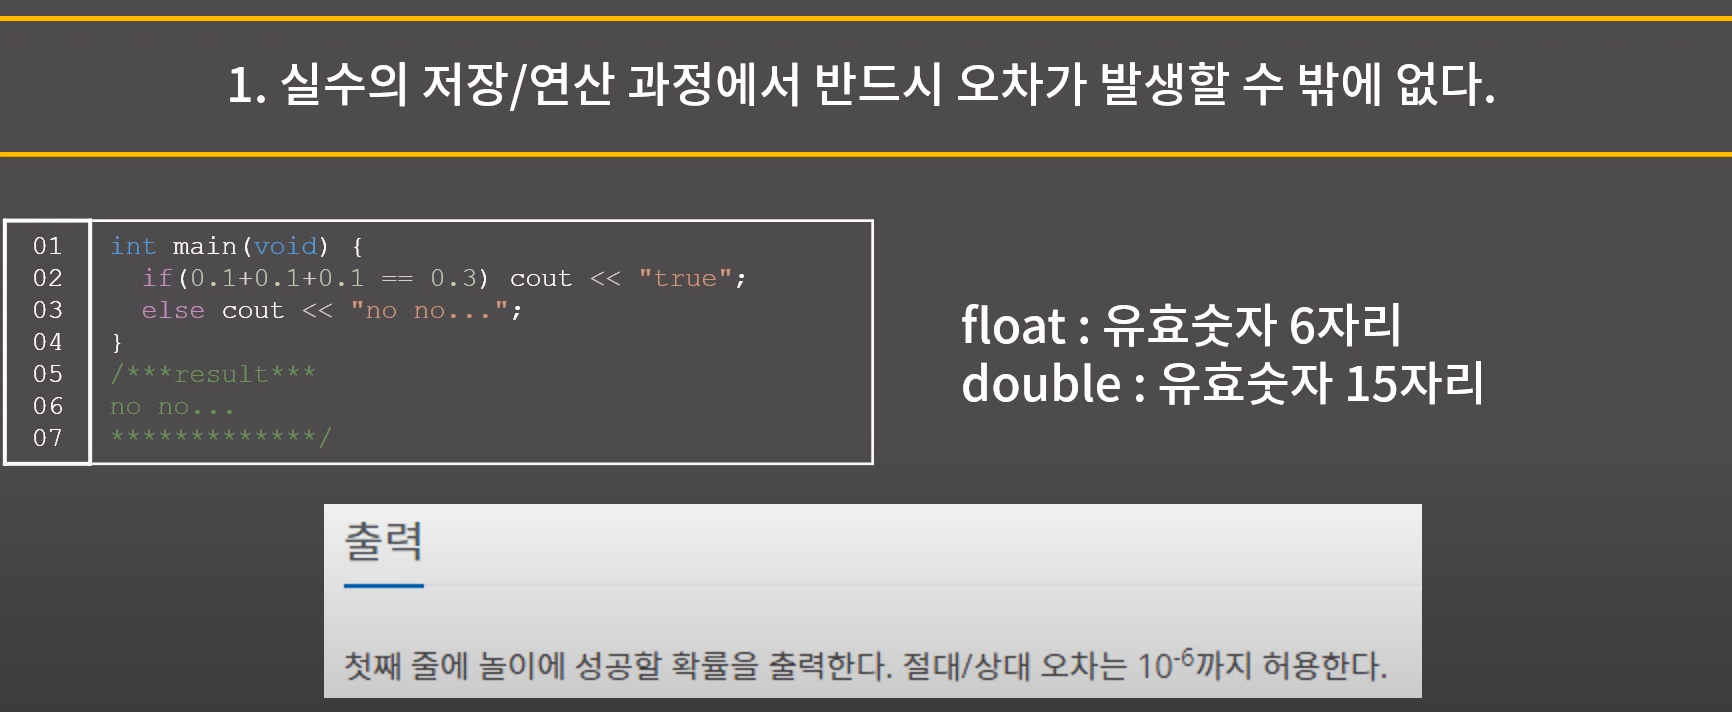 1. 실수의 저장/연산 과정에서 반드시 오차가 발생할 수 밖에 없다.
01 int main(void) {
02   if(0.1+0.1+0.1 == 0.3) cout << "true";
03   else cout << "no no...";
04 }
05 /***result***
06 no no...
07 *************/
float : 유효숫자 6자리
double : 유효숫자 15자리
출력
첫째 줄에 놀이에 성공할 확률을 출력한다. 절대/상대 오차는 10⁻⁶까지 허용한다.